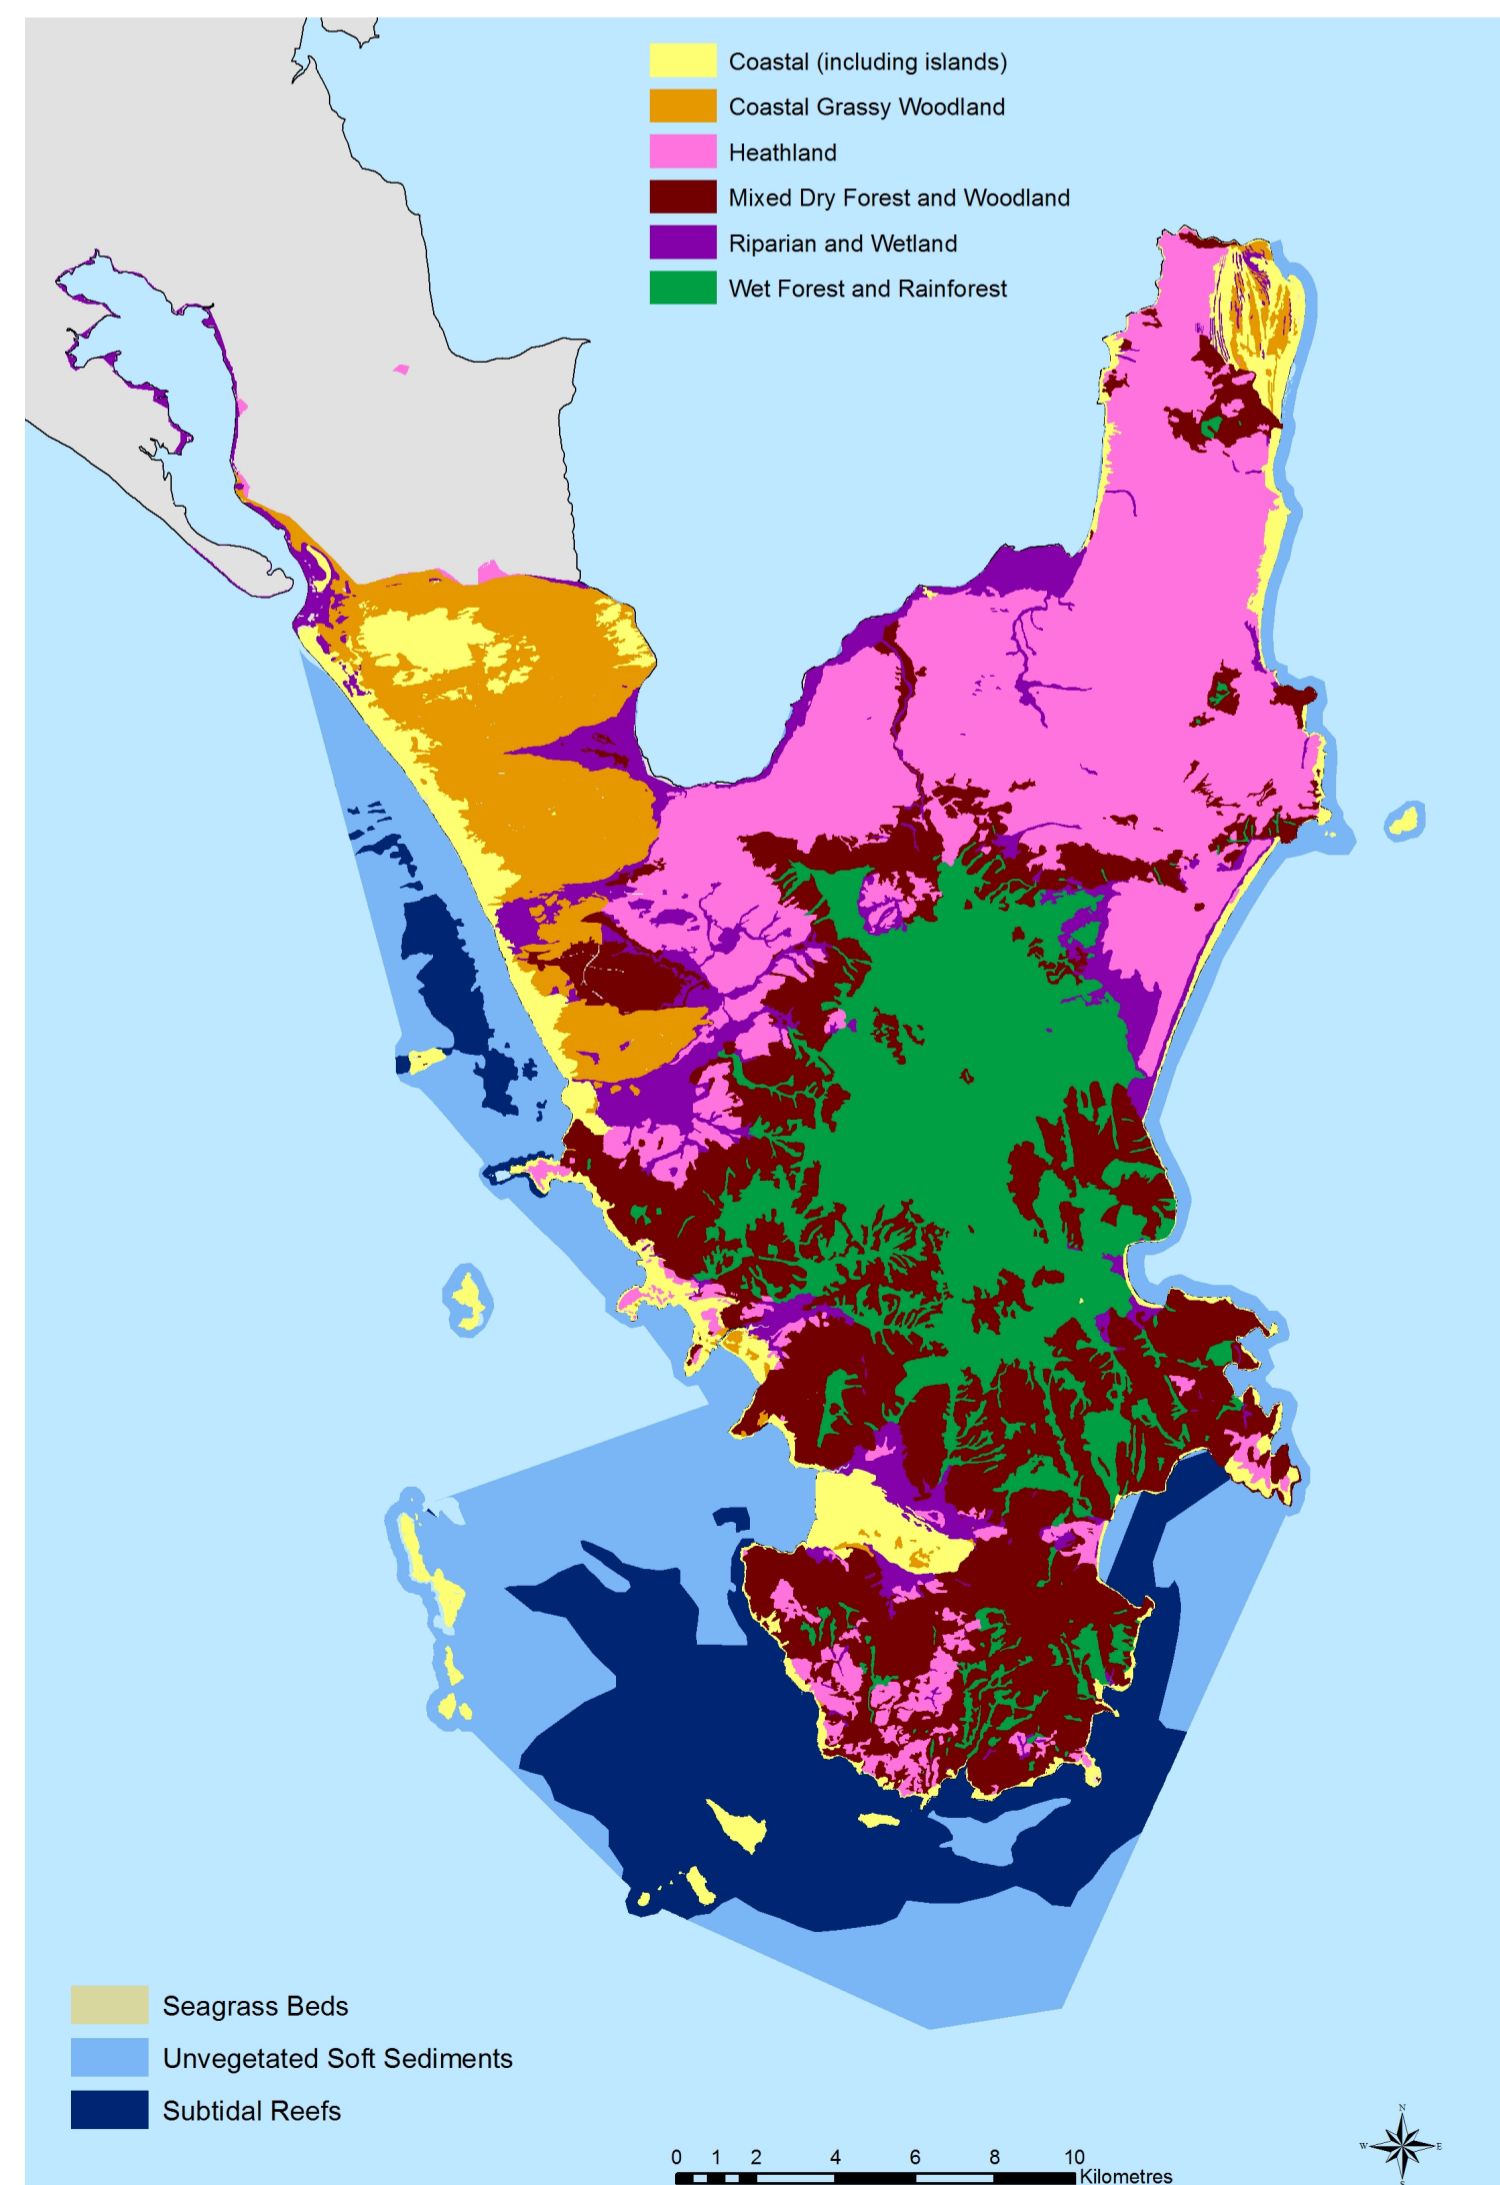 Coastal (including islands)
Coastal Grassy Woodland
Heathland
Mixed Dry Forest and Woodland
Riparian and Wetland
Wet Forest and Rainforest
Seagrass Beds
Unvegetated Soft Sediments
Subtidal Reefs
N
W E
S
0 1 2 4 6 8 10
Kilometres